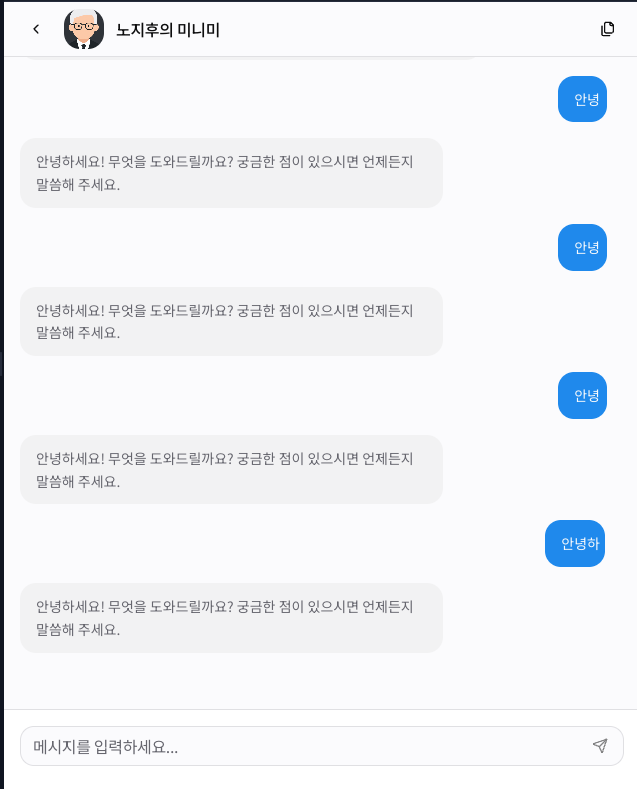 노지후의 미니미
안녕
안녕하세요! 무엇을 도와드릴까요? 궁금한 점이 있으시면 언제든지
말씀해 주세요.
안녕
안녕하세요! 무엇을 도와드릴까요? 궁금한 점이 있으시면 언제든지
말씀해 주세요.
안녕
안녕하세요! 무엇을 도와드릴까요? 궁금한 점이 있으시면 언제든지
말씀해 주세요.
안녕하
안녕하세요! 무엇을 도와드릴까요? 궁금한 점이 있으시면 언제든지
말씀해 주세요.
메시지를 입력하세요...